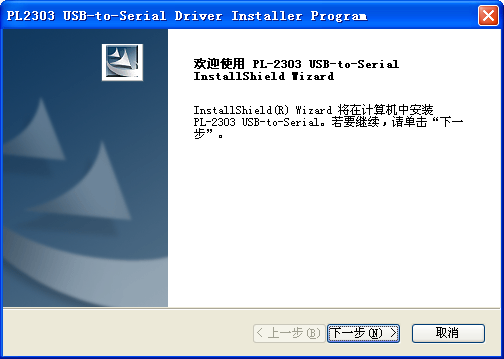 PL2303 USB-to-Serial Driver Installer Program
欢迎使用 PL-2303 USB-to-Serial
InstallShield Wizard
InstallShield(R) Wizard 将在计算机中安装
PL-2303 USB-to-Serial。若要继续，请单击“下一
步”。
< 上一步(B) 下一步(N) > 取消